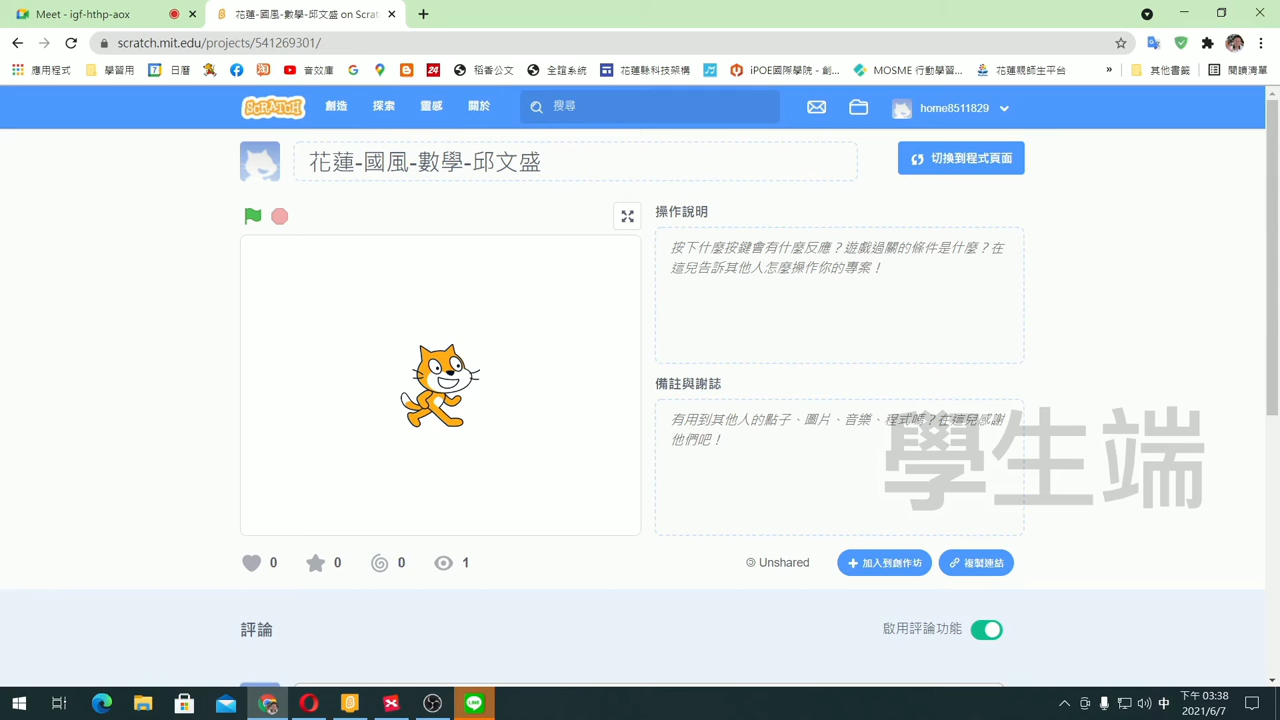 Meet - igf-hthp-aox
花蓮-國風-數學-邱文盛 on Scrat
scratch.mit.edu/projects/541269301/
應用程式
學習用
日曆
音效庫
稻香公文
全誼系統
花蓮縣科技架構
iPOE國際學院 - 創...
MOSME 行動學習...
花蓮親師生平台
»
其他書籤
閱讀清單
SCRATCH
創造
探索
靈感
關於
搜尋
home8511829
花蓮-國風-數學-邱文盛
切換到程式頁面
操作說明
按下什麼按鍵會有什麼反應？遊戲過關的條件是什麼？在
這兒告訴其他人怎麼操作你的專案！
備註與謝誌
有用到其他人的點子、圖片、音樂、程式嗎？在這兒感謝
他們吧！
學生端
0
0
0
1
Unshared
加入到創作坊
複製連結
評論
啟用評論功能
中
下午 03:38
2021/6/7